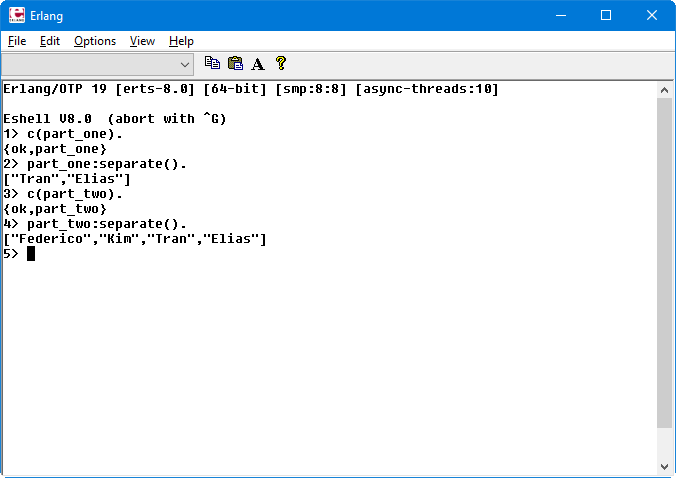 Erlang
File Edit Options View Help
Erlang/OTP 19 [erts-8.0] [64-bit] [smp:8:8] [async-threads:10]
Eshell V8.0  (abort with ^G)
1> c(part_one).
{ok,part_one}
2> part_one:separate().
["Tran","Elias"]
3> c(part_two).
{ok,part_two}
4> part_two:separate().
["Federico","Kim","Tran","Elias"]
5>